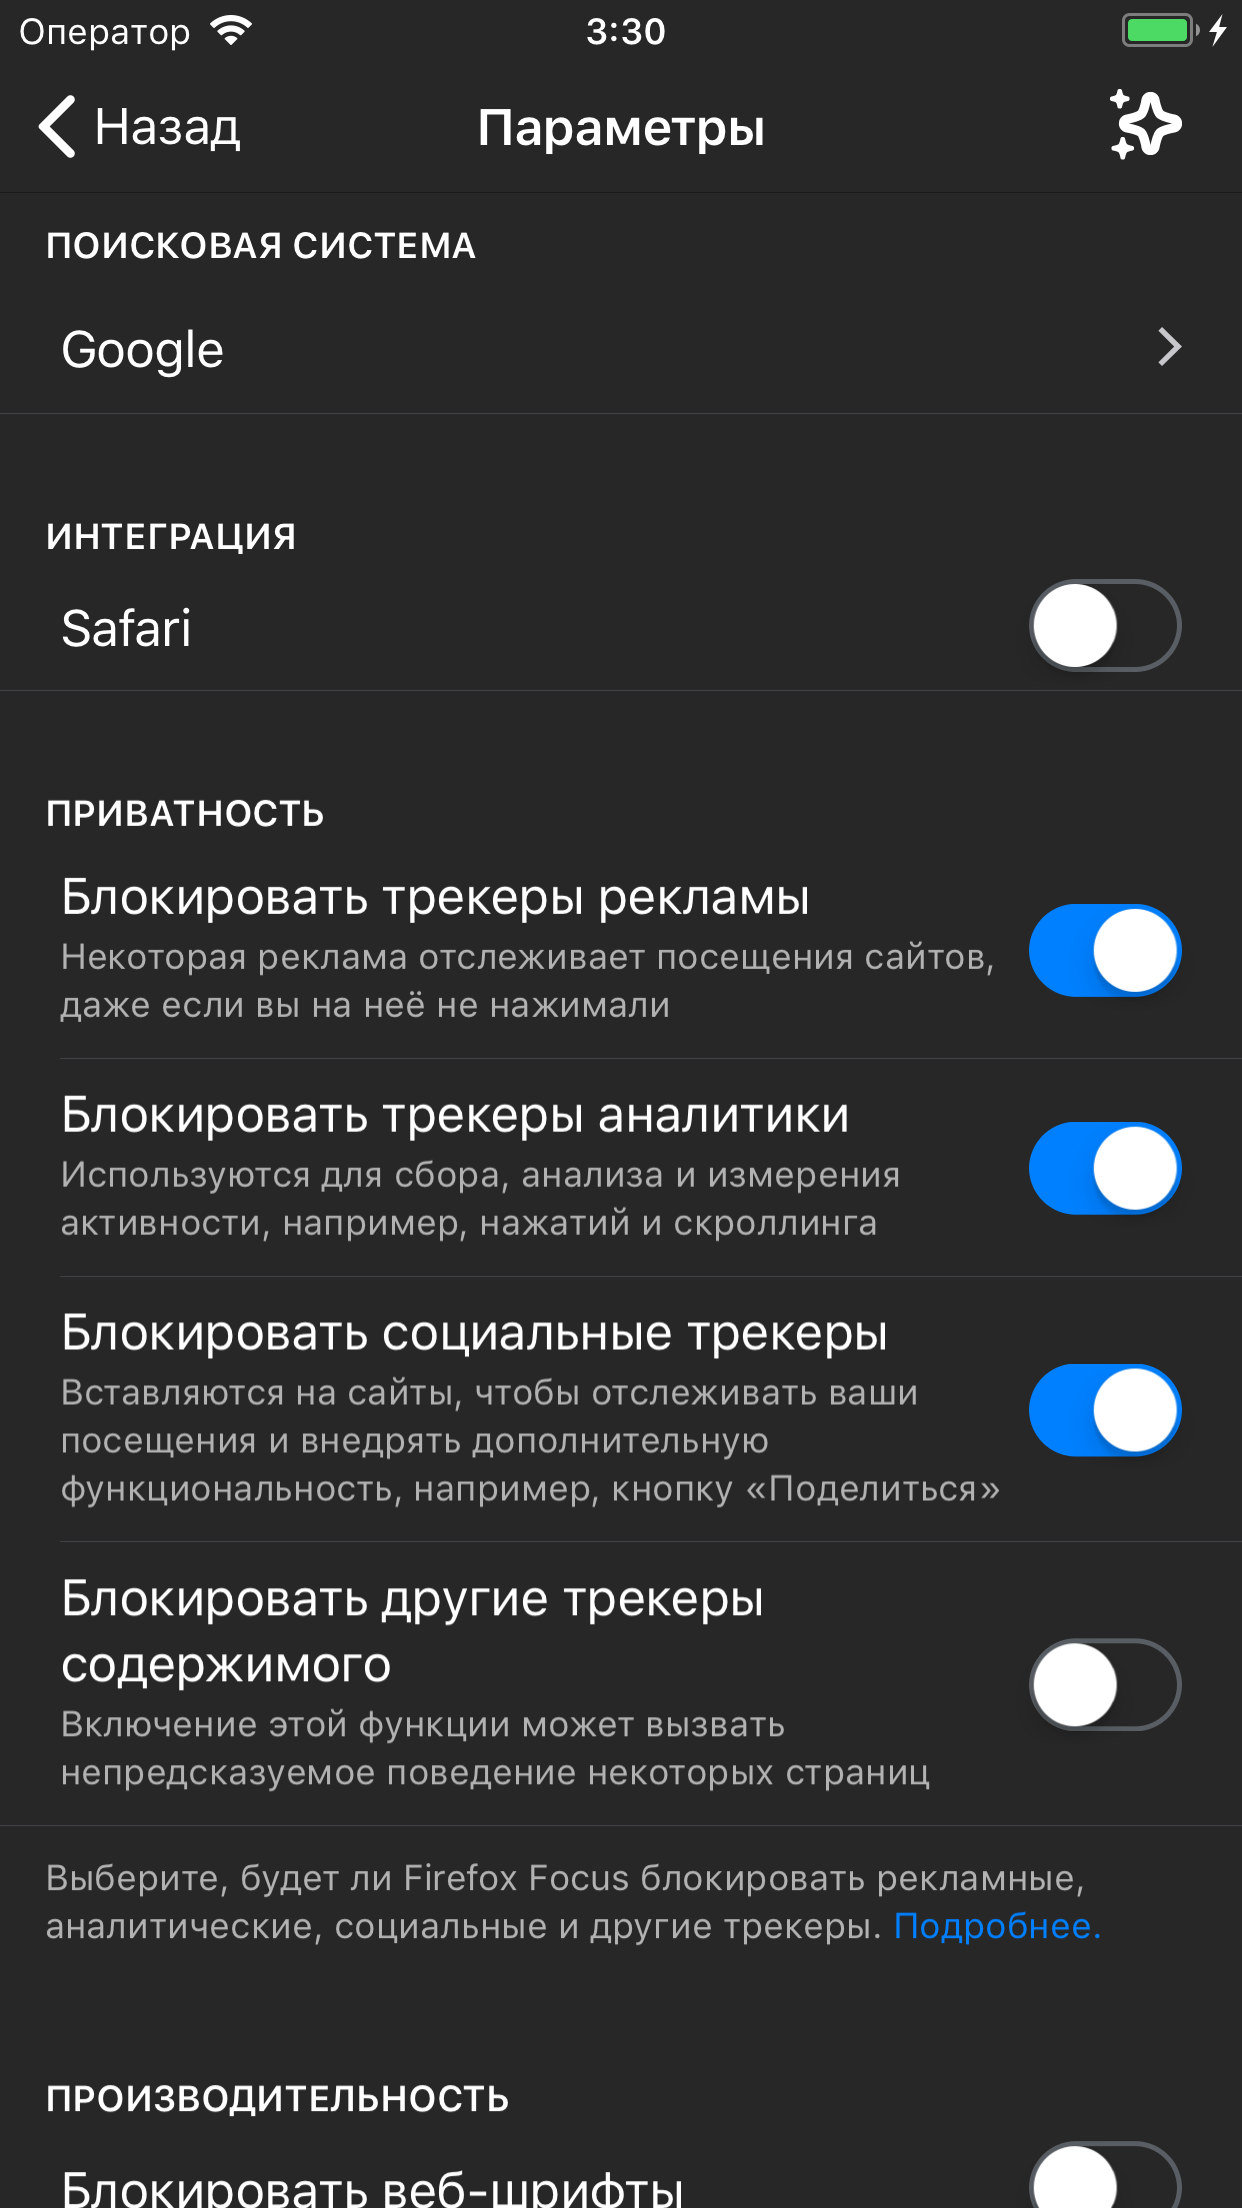 Оператор
3:30
Назад
Параметры
ПОИСКОВАЯ СИСТЕМА
Google
ИНТЕГРАЦИЯ
Safari
ПРИВАТНОСТЬ
Блокировать трекеры рекламы
Некоторая реклама отслеживает посещения сайтов,
даже если вы на неё не нажимали
Блокировать трекеры аналитики
Используются для сбора, анализа и измерения
активности, например, нажатий и скроллинга
Блокировать социальные трекеры
Вставляются на сайты, чтобы отслеживать ваши
посещения и внедрять дополнительную
функциональность, например, кнопку «Поделиться»
Блокировать другие трекеры
содержимого
Включение этой функции может вызвать
непредсказуемое поведение некоторых страниц
Выберите, будет ли Firefox Focus блокировать рекламные,
аналитические, социальные и другие трекеры. Подробнее.
ПРОИЗВОДИТЕЛЬНОСТЬ
Блокировать веб-шрифты